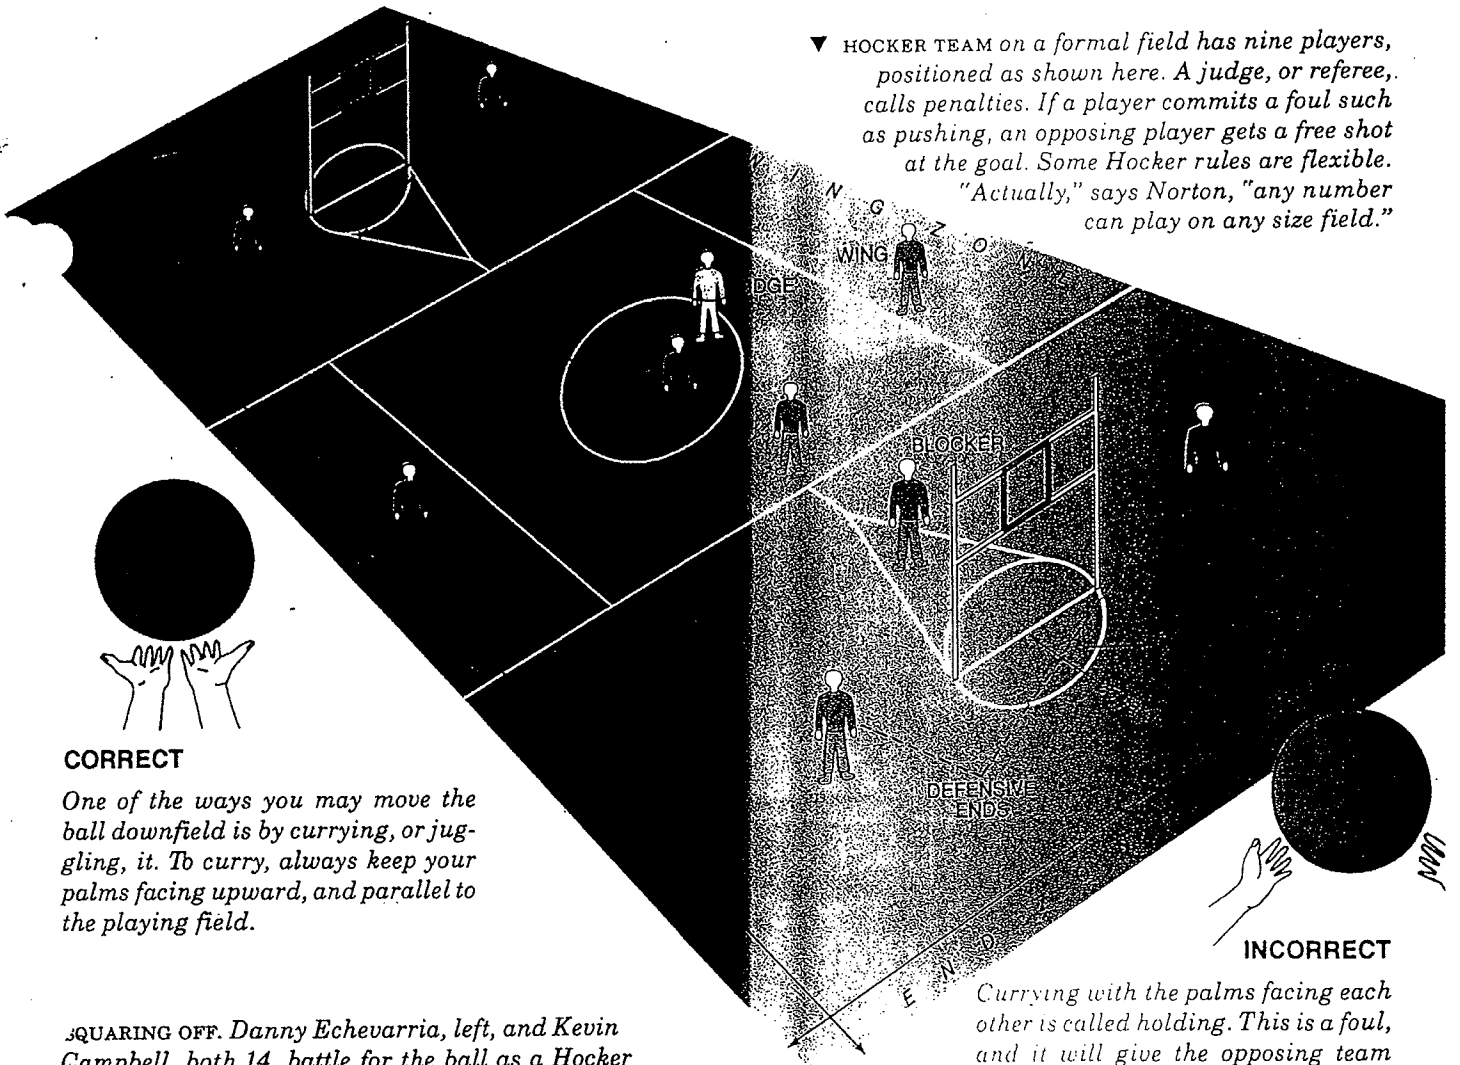 ▼ HOCKER TEAM on a formal field has nine players,
positioned as shown here. A judge, or referee,
calls penalties. If a player commits a foul such
as pushing, an opposing player gets a free shot
at the goal. Some Hocker rules are flexible.
"Actually," says Norton, "any number
can play on any size field."
ING ZON
WING
DGE
BLOCKER
DEFENSIVE
ENDS
END
CORRECT
One of the ways you may move the
ball downfield is by currying, or jug-
gling, it. To curry, always keep your
palms facing upward, and parallel to
the playing field.
INCORRECT
Currying with the palms facing each
other is called holding. This is a foul,
and it will give the opposing team
SQUARING OFF. Danny Echevarria, left, and Kevin
Campbell, both 14, battle for the ball as a Hocker